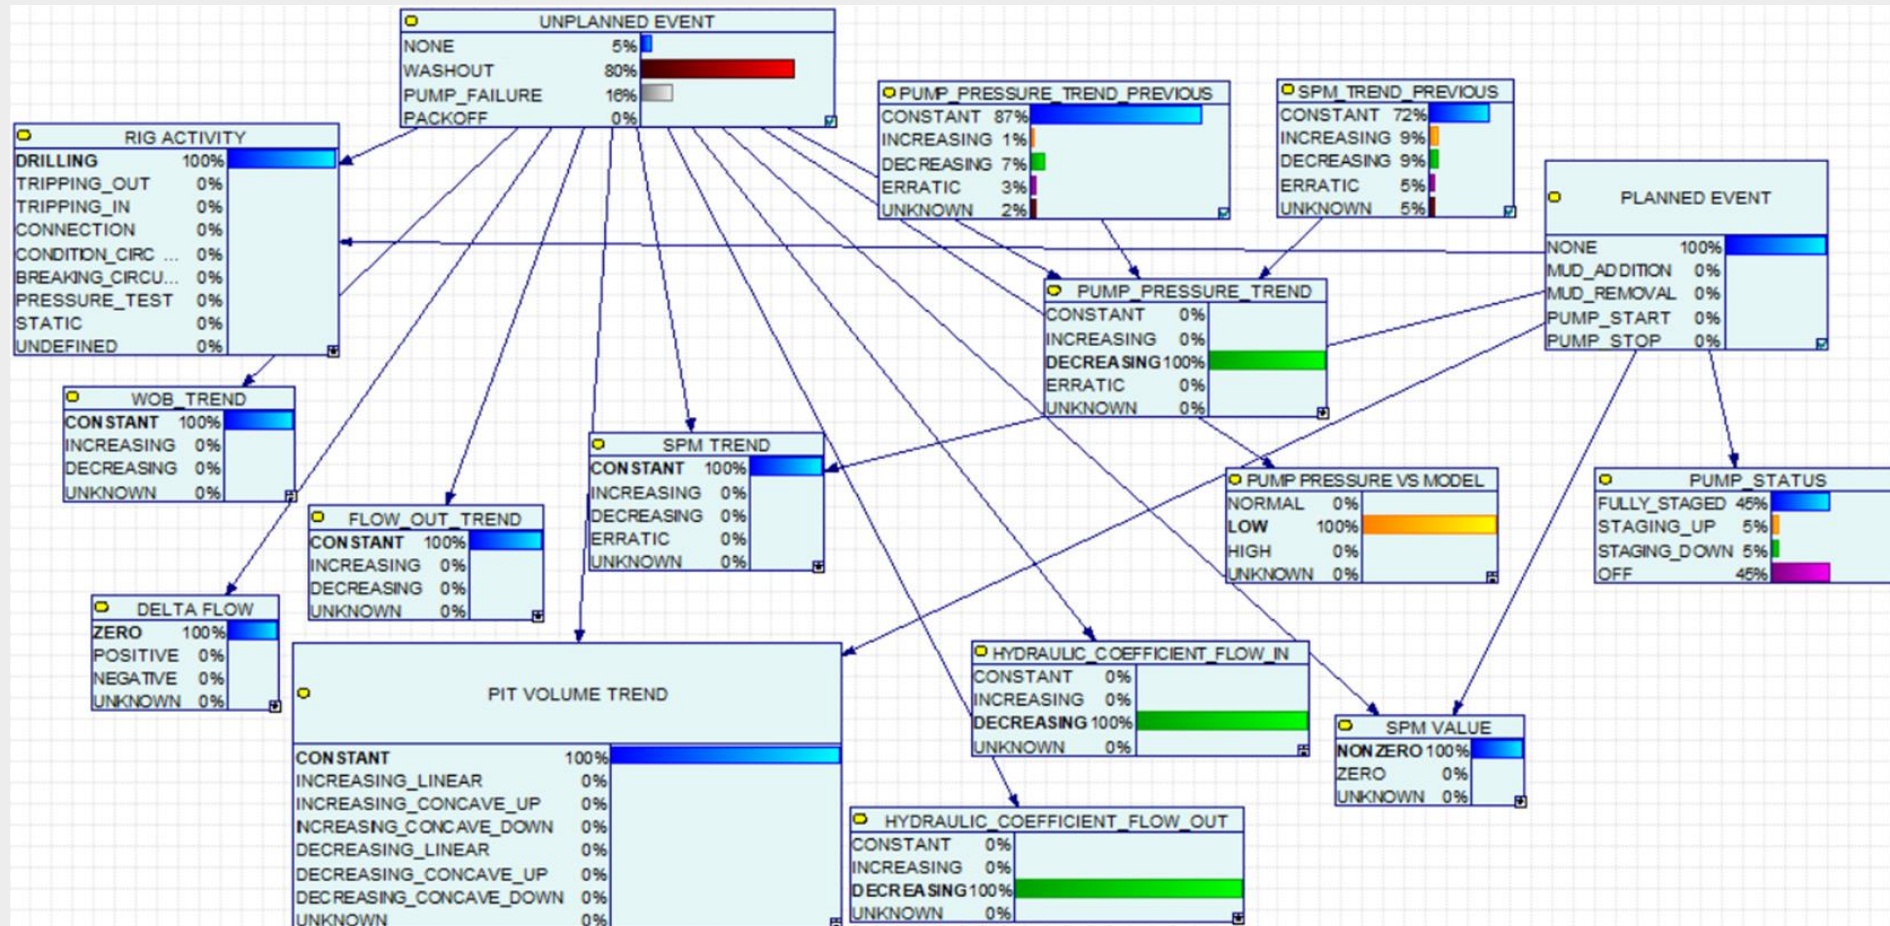 UNPLANNED EVENT
NONE 5%
WASHOUT 80%
PUMP_FAILURE 16%
PACKOFF 0%
PUMP_PRESSURE_TREND_PREVIOUS
CONSTANT 87%
INCREASING 1%
DECREASING 7%
ERRATIC 3%
UNKNOWN 2%
SPM_TREND_PREVIOUS
CONSTANT 72%
INCREASING 9%
DECREASING 9%
ERRATIC 5%
UNKNOWN 5%
RIG ACTIVITY
DRILLING 100%
TRIPPING_OUT 0%
TRIPPING_IN 0%
CONNECTION 0%
CONDITION_CIRC ... 0%
BREAKING_CIRCU... 0%
PRESSURE_TEST 0%
STATIC 0%
UNDEFINED 0%
PLANNED EVENT
NONE 100%
MUD_ADDITION 0%
MUD_REMOVAL 0%
PUMP_START 0%
PUMP_STOP 0%
PUMP_PRESSURE_TREND
CONSTANT 0%
INCREASING 0%
DECREASING 100%
ERRATIC 0%
UNKNOWN 0%
WOB_TREND
CONSTANT 100%
INCREASING 0%
DECREASING 0%
UNKNOWN 0%
SPM TREND
CONSTANT 100%
INCREASING 0%
DECREASING 0%
ERRATIC 0%
UNKNOWN 0%
PUMP PRESSURE VS MODEL
NORMAL 0%
LOW 100%
HIGH 0%
UNKNOWN 0%
PUMP_STATUS
FULLY_STAGED 45%
STAGING_UP 5%
STAGING_DOWN 5%
OFF 45%
FLOW_OUT_TREND
CONSTANT 100%
INCREASING 0%
DECREASING 0%
UNKNOWN 0%
DELTA FLOW
ZERO 100%
POSITIVE 0%
NEGATIVE 0%
UNKNOWN 0%
PIT VOLUME TREND
CONSTANT 100%
INCREASING_LINEAR 0%
INCREASING_CONCAVE_UP 0%
INCREASING_CONCAVE_DOWN 0%
DECREASING_LINEAR 0%
DECREASING_CONCAVE_UP 0%
DECREASING_CONCAVE_DOWN 0%
UNKNOWN 0%
HYDRAULIC_COEFFICIENT_FLOW_IN
CONSTANT 0%
INCREASING 0%
DECREASING 100%
UNKNOWN 0%
SPM VALUE
NONZERO 100%
ZERO 0%
UNKNOWN 0%
HYDRAULIC_COEFFICIENT_FLOW_OUT
CONSTANT 0%
INCREASING 0%
DECREASING 100%
UNKNOWN 0%